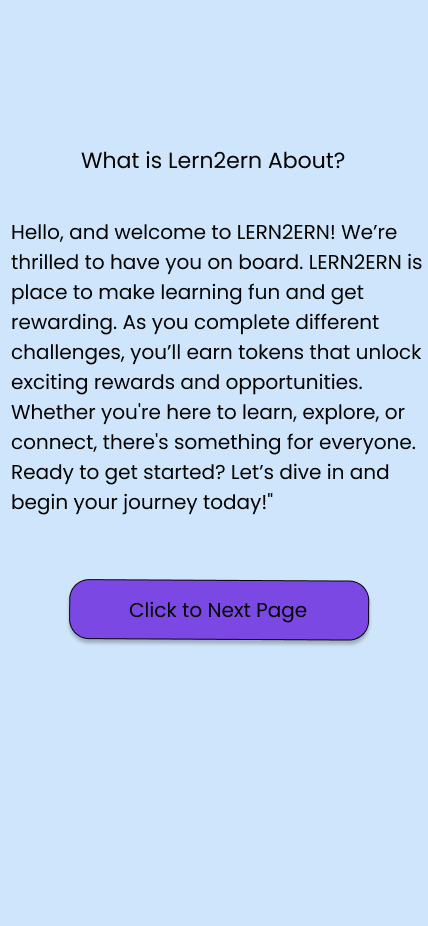 What is Lern2ern About?
Hello, and welcome to LERN2ERN! We’re
thrilled to have you on board. LERN2ERN is
place to make learning fun and get
rewarding. As you complete different
challenges, you’ll earn tokens that unlock
exciting rewards and opportunities.
Whether you're here to learn, explore, or
connect, there's something for everyone.
Ready to get started? Let’s dive in and
begin your journey today!"
Click to Next Page